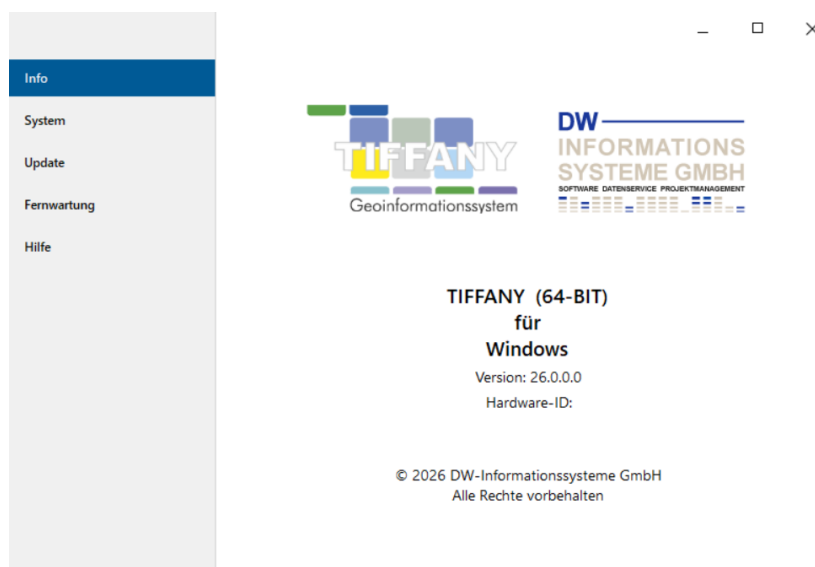 Info
System
Update
Fernwartung
Hilfe
TIFFANY
Geoinformationssystem
DW
INFORMATIONS
SYSTEME GMBH
SOFTWARE DATENSERVICE PROJEKTMANAGEMENT
TIFFANY (64-BIT)
für
Windows
Version: 26.0.0.0
Hardware-ID:
© 2026 DW-Informationssysteme GmbH
Alle Rechte vorbehalten